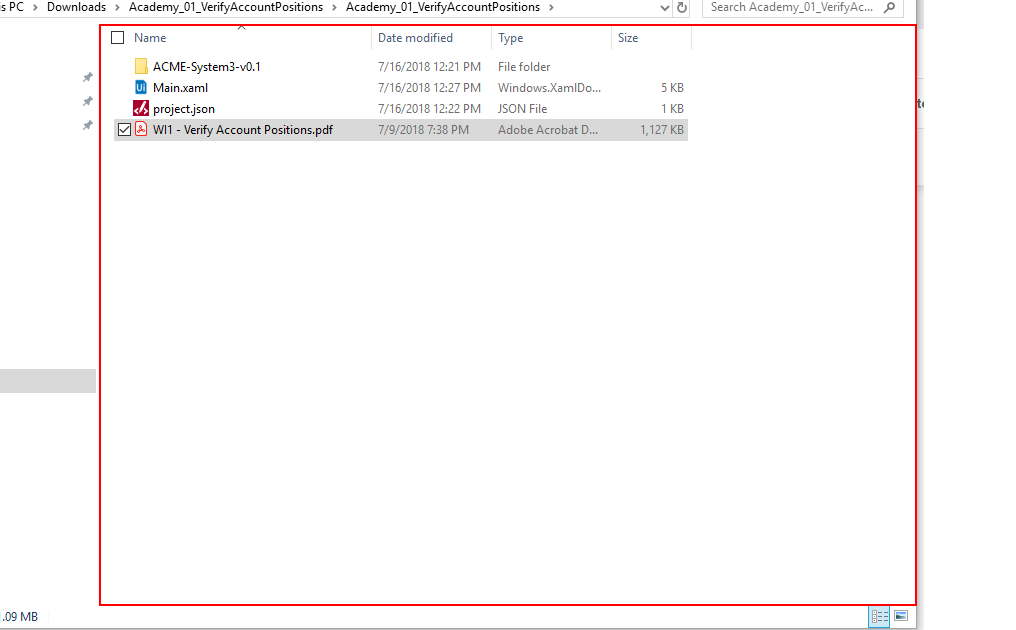 is PC > Downloads > Academy_01_VerifyAccountPositions > Academy_01_VerifyAccountPositions > Search Academy_01_VerifyAc...
Name Date modified Type Size
ACME-System3-v0.1 7/16/2018 12:21 PM File folder
Ui Main.xaml 7/16/2018 12:27 PM Windows.XamlDo... 5 KB
project.json 7/16/2018 12:22 PM JSON File 1 KB
WI1 - Verify Account Positions.pdf 7/9/2018 7:38 PM Adobe Acrobat D... 1,127 KB
.09 MB